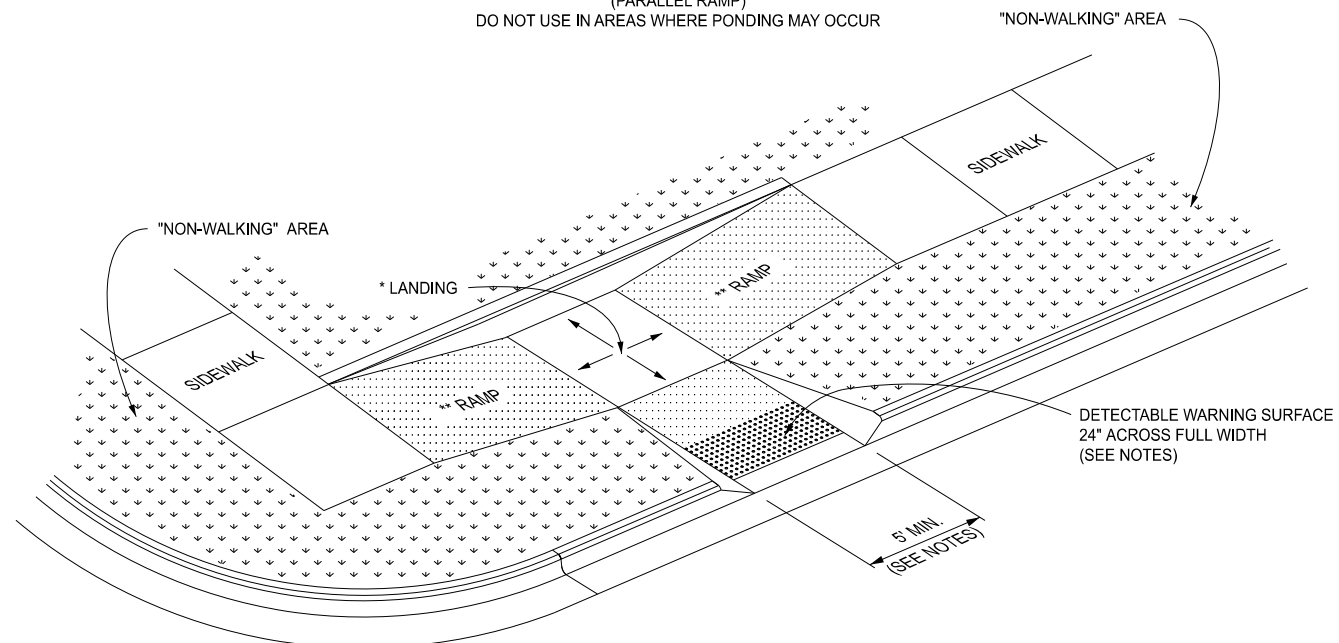 (PARALLEL RAMP)
DO NOT USE IN AREAS WHERE PONDING MAY OCCUR
"NON-WALKING" AREA
SIDEWALK
"NON-WALKING" AREA
* LANDING
** RAMP
SIDEWALK
** RAMP
DETECTABLE WARNING SURFACE
24" ACROSS FULL WIDTH
(SEE NOTES)
5' MIN.
(SEE NOTES)